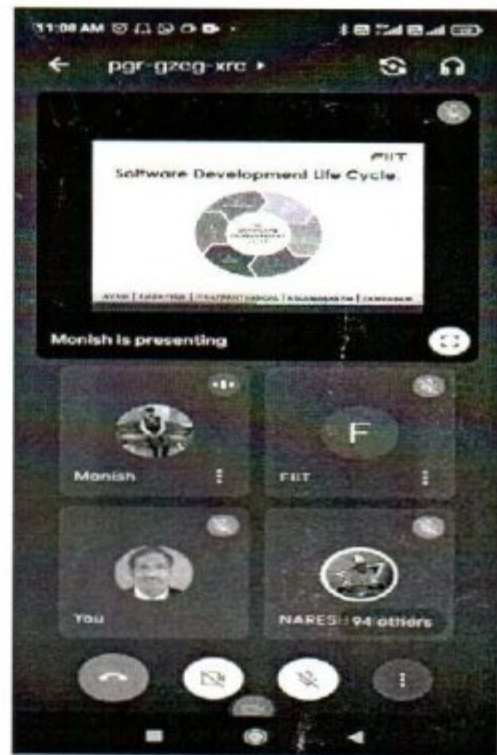 11:08 AM
pgr-gzcg-xrc
FIIT
Software Development Life Cycle.
Monish is presenting
Monish
F
FIIT
You
NARESH 94 others